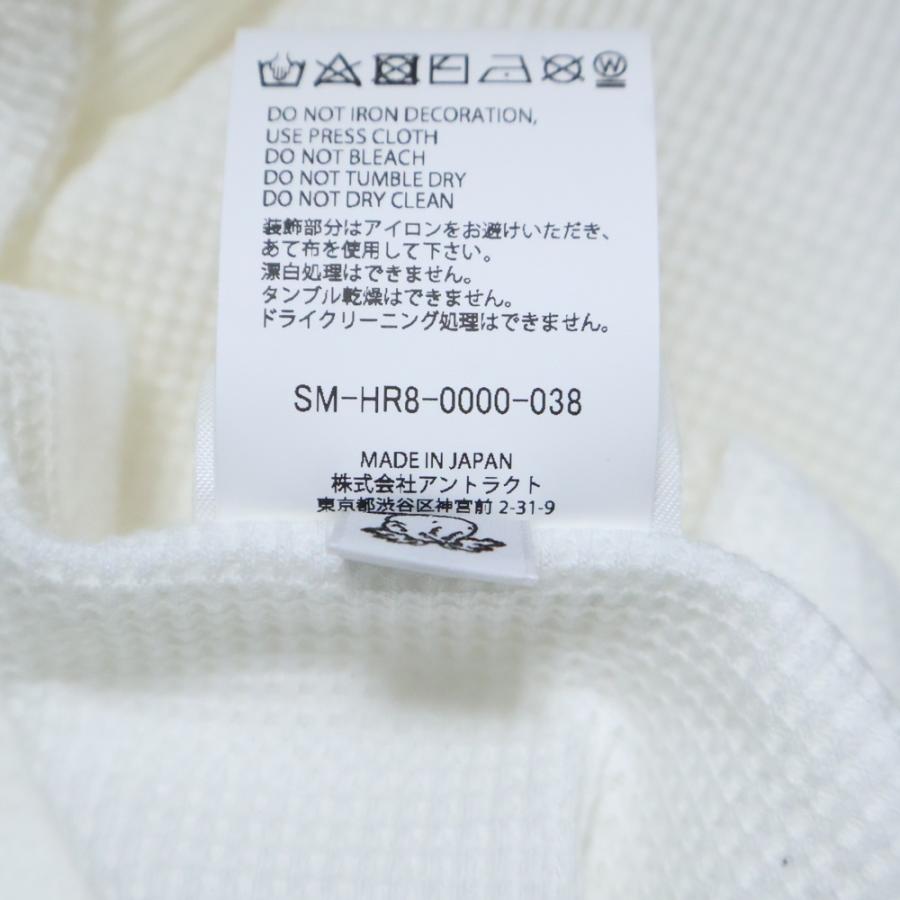 W
DO NOT IRON DECORATION,
USE PRESS CLOTH
DO NOT BLEACH
DO NOT TUMBLE DRY
DO NOT DRY CLEAN
装飾部分はアイロンをお避けいただき、
あて布を使用して下さい。
漂白処理はできません。
タンブル乾燥はできません。
ドライクリーニング処理はできません。
SM-HR8-0000-038
MADE IN JAPAN
株式会社アントラクト
東京都渋谷区神宮前 2-31-9